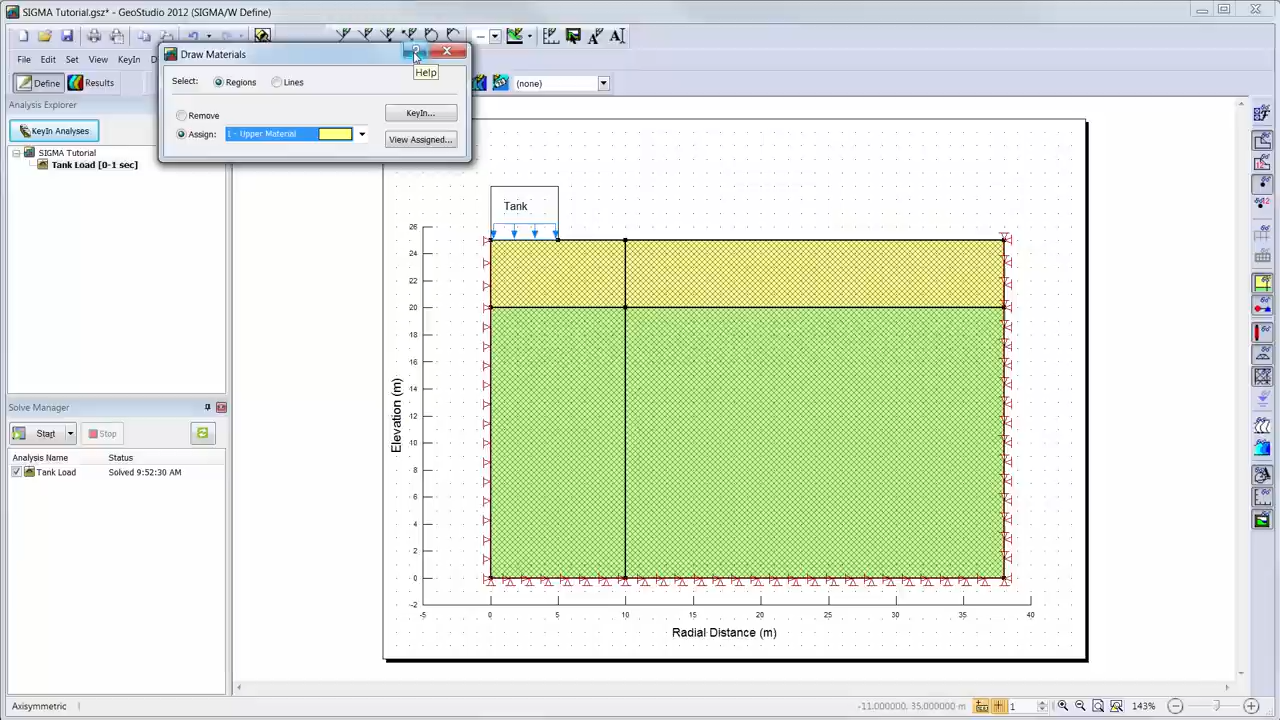 SIGMA Tutorial.gsz* - GeoStudio 2012 (SIGMA/W Define)
File Edit Set View KeyIn D
Draw Materials
Help
Select: Regions Lines
Remove
KeyIn...
Assign: 1 - Upper Material
View Assigned...
Define Results
(none)
Analysis Explorer
KeyIn Analyses
SIGMA Tutorial
Tank Load [0-1 sec]
Solve Manager
Start Stop
Analysis Name Status
Tank Load Solved 9:52:30 AM
Tank
26
24
22
20
18
16
14
12
10
8
6
4
2
0
-2
Elevation (m)
-5 0 5 10 15 20 25 30 35 40
Radial Distance (m)
Axisymmetric
-11.000000, 35.000000 m
1
143%